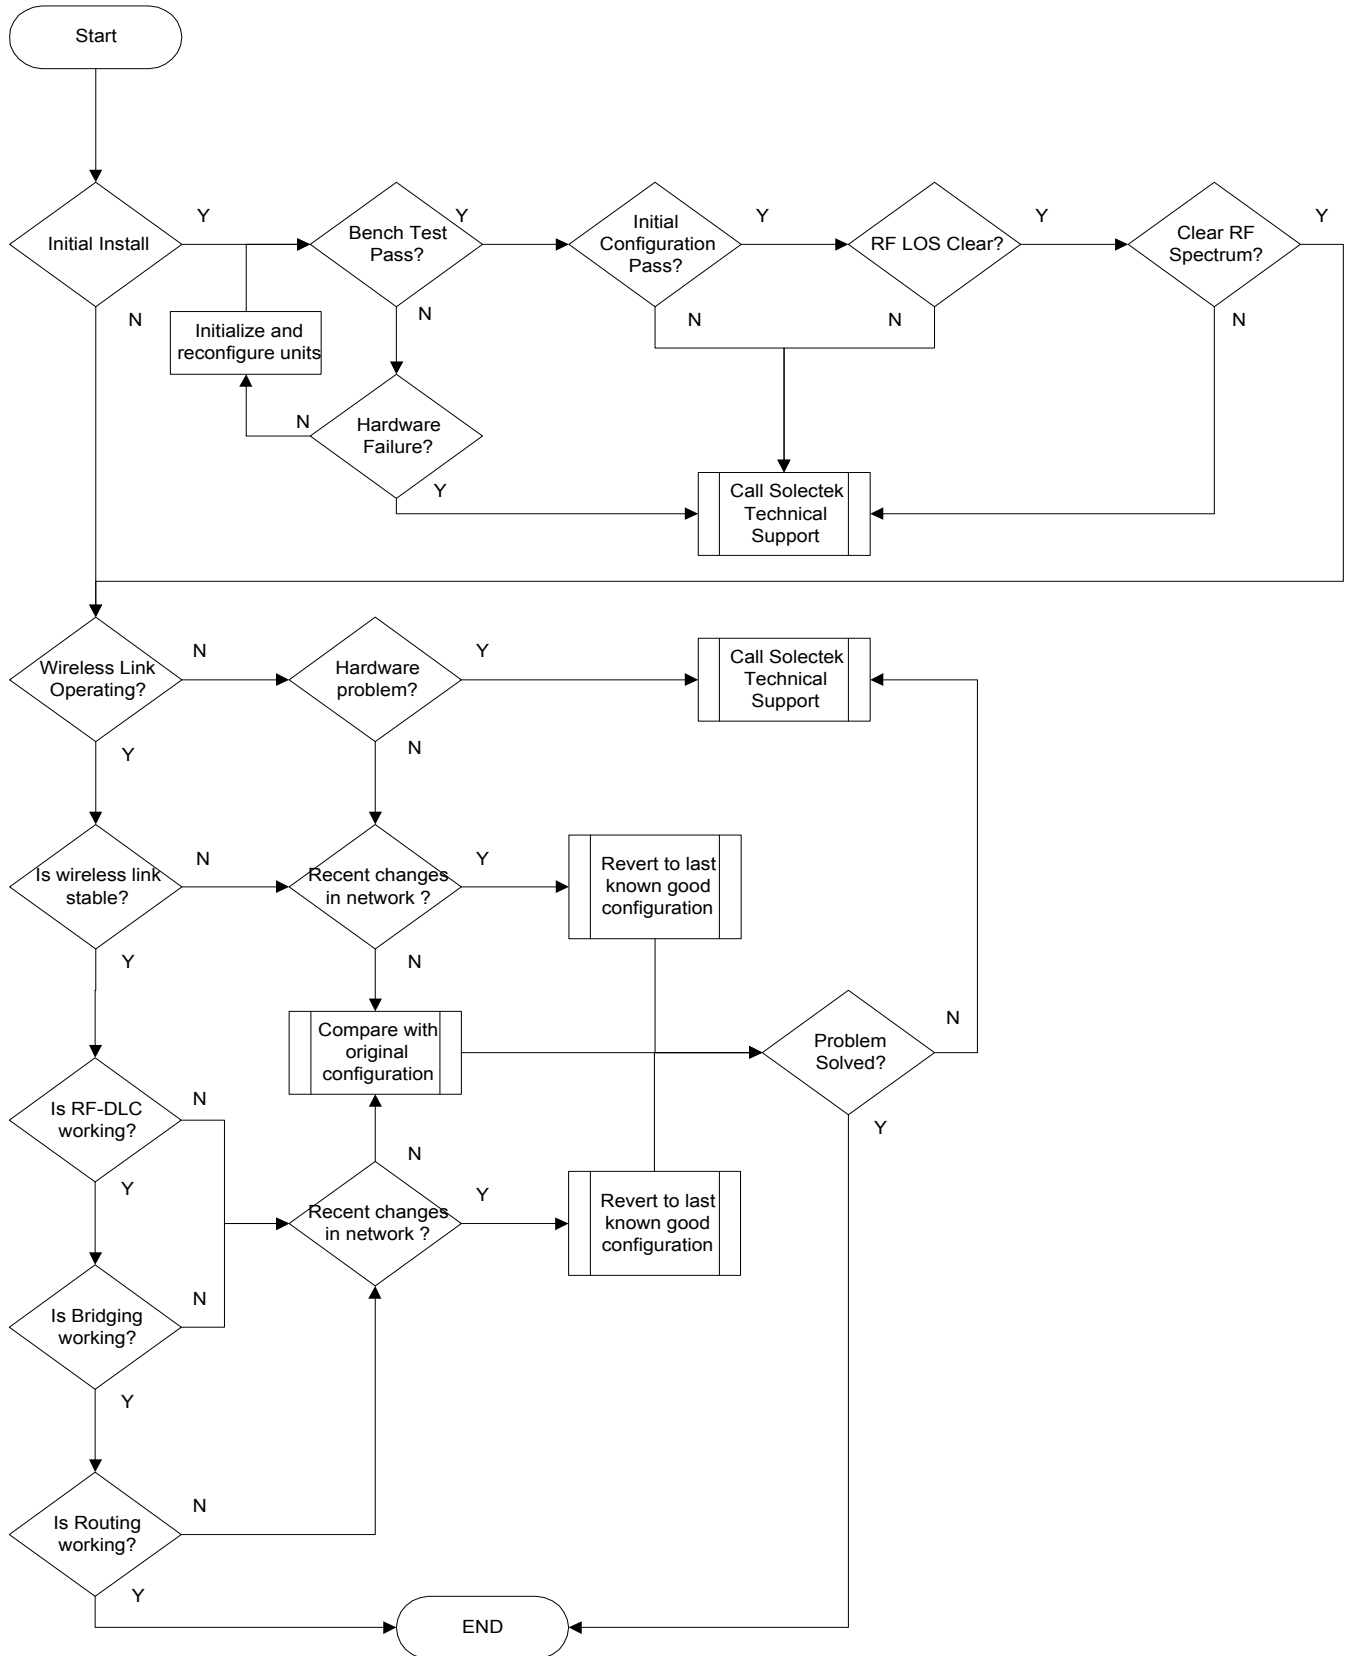 Start
Initial Install
Y
N
Bench Test
Pass?
Y
N
Initial
Configuration
Pass?
Y
N
RF LOS Clear?
Y
N
Clear RF
Spectrum?
Y
N
Initialize and
reconfigure units
Hardware
Failure?
N
Y
Call Solectek
Technical
Support
Wireless Link
Operating?
N
Y
Hardware
problem?
Y
N
Call Solectek
Technical
Support
Is wireless link
stable?
N
Y
Recent changes
in network ?
Y
N
Revert to last
known good
configuration
Compare with
original
configuration
Problem
Solved?
N
Y
Is RF-DLC
working?
N
Y
Recent changes
in network ?
N
Y
Revert to last
known good
configuration
Is Bridging
working?
N
Y
Is Routing
working?
N
Y
END